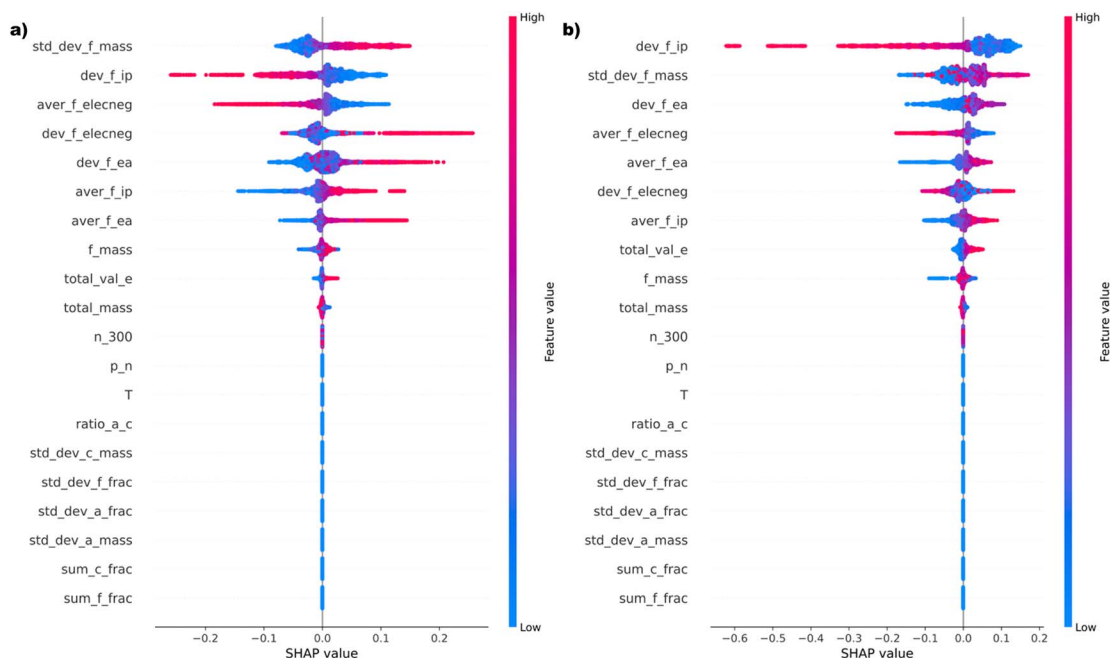 a)
std_dev_f_mass
dev_f_ip
aver_f_elecneg
dev_f_elecneg
dev_f_ea
aver_f_ip
aver_f_ea
f_mass
total_val_e
total_mass
n_300
p_n
T
ratio_a_c
std_dev_c_mass
std_dev_f_frac
std_dev_a_frac
std_dev_a_mass
sum_c_frac
sum_f_frac
−0.2 −0.1 0.0 0.1 0.2
SHAP value
High
Feature value
Low
b)
dev_f_ip
std_dev_f_mass
dev_f_ea
aver_f_elecneg
aver_f_ea
dev_f_elecneg
aver_f_ip
total_val_e
f_mass
total_mass
n_300
p_n
T
ratio_a_c
std_dev_c_mass
std_dev_f_frac
std_dev_a_frac
std_dev_a_mass
sum_c_frac
sum_f_frac
−0.6 −0.5 −0.4 −0.3 −0.2 −0.1 0.0 0.1 0.2
SHAP value
High
Feature value
Low